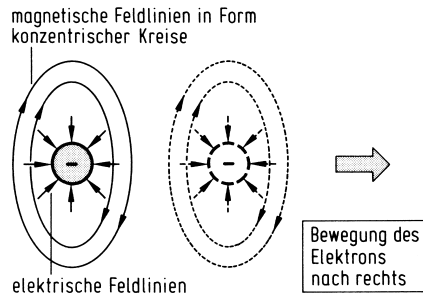 magnetische Feldlinien in Form
konzentrischer Kreise
elektrische Feldlinien
Bewegung des
Elektrons
nach rechts